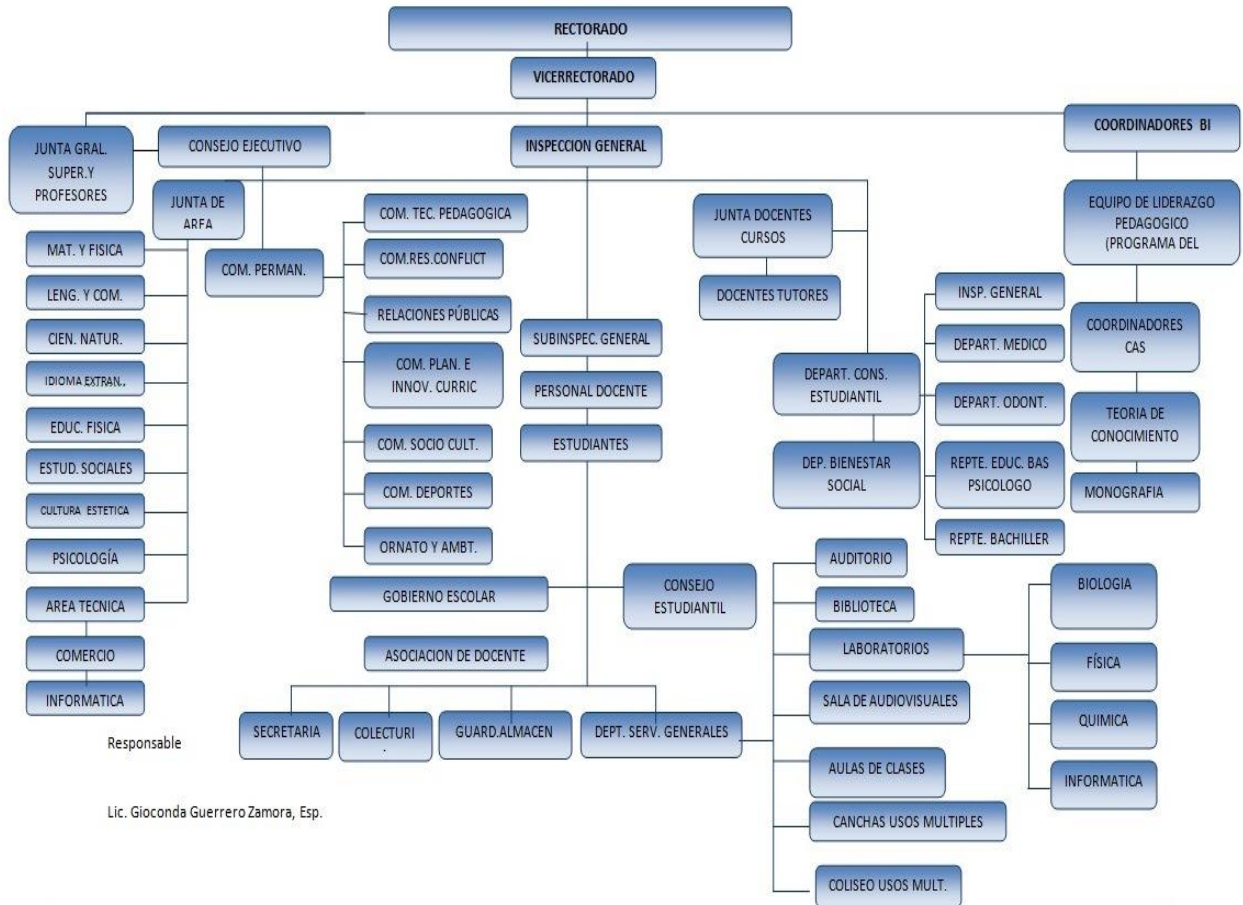 RECTORADO
VICERRECTORADO
JUNTA GRAL.
SUPER.Y
PROFESORES
CONSEJO EJECUTIVO
INSPECCION GENERAL
COORDINADORES BI
JUNTA DE
AREA
MAT. Y FISICA
LENG. Y COM.
CIEN. NATUR.
IDIOMA EXTRAN.,
EDUC. FISICA
ESTUD. SOCIALES
CULTURA ESTETICA
PSICOLOGÍA
AREA TECNICA
COMERCIO
INFORMATICA
COM. PERMAN.
COM. TEC. PEDAGOGICA
COM.RES.CONFLICT
RELACIONES PÚBLICAS
COM. PLAN. E
INNOV. CURRIC
COM. SOCIO CULT.
COM. DEPORTES
ORNATO Y AMBT.
SUBINSPEC. GENERAL
PERSONAL DOCENTE
ESTUDIANTES
JUNTA DOCENTES
CURSOS
DOCENTES TUTORES
DEPART. CONS.
ESTUDIANTIL
DEP. BIENESTAR
SOCIAL
INSP. GENERAL
DEPART. MEDICO
DEPART. ODONT.
REPTE. EDUC. BAS
PSICOLOGO
REPTE. BACHILLER
EQUIPO DE LIDERAZGO
PEDAGOGICO
(PROGRAMA DEL
COORDINADORES
CAS
TEORIA DE
CONOCIMIENTO
MONOGRAFIA
GOBIERNO ESCOLAR
CONSEJO
ESTUDIANTIL
ASOCIACION DE DOCENTE
SECRETARIA
COLECTURI
.
GUARD.ALMACEN
DEPT. SERV. GENERALES
AUDITORIO
BIBLIOTECA
LABORATORIOS
SALA DE AUDIOVISUALES
AULAS DE CLASES
CANCHAS USOS MULTIPLES
COLISEO USOS MULT.
BIOLOGIA
FÍSICA
QUIMICA
INFORMATICA
Responsable
Lic. Gioconda Guerrero Zamora, Esp.